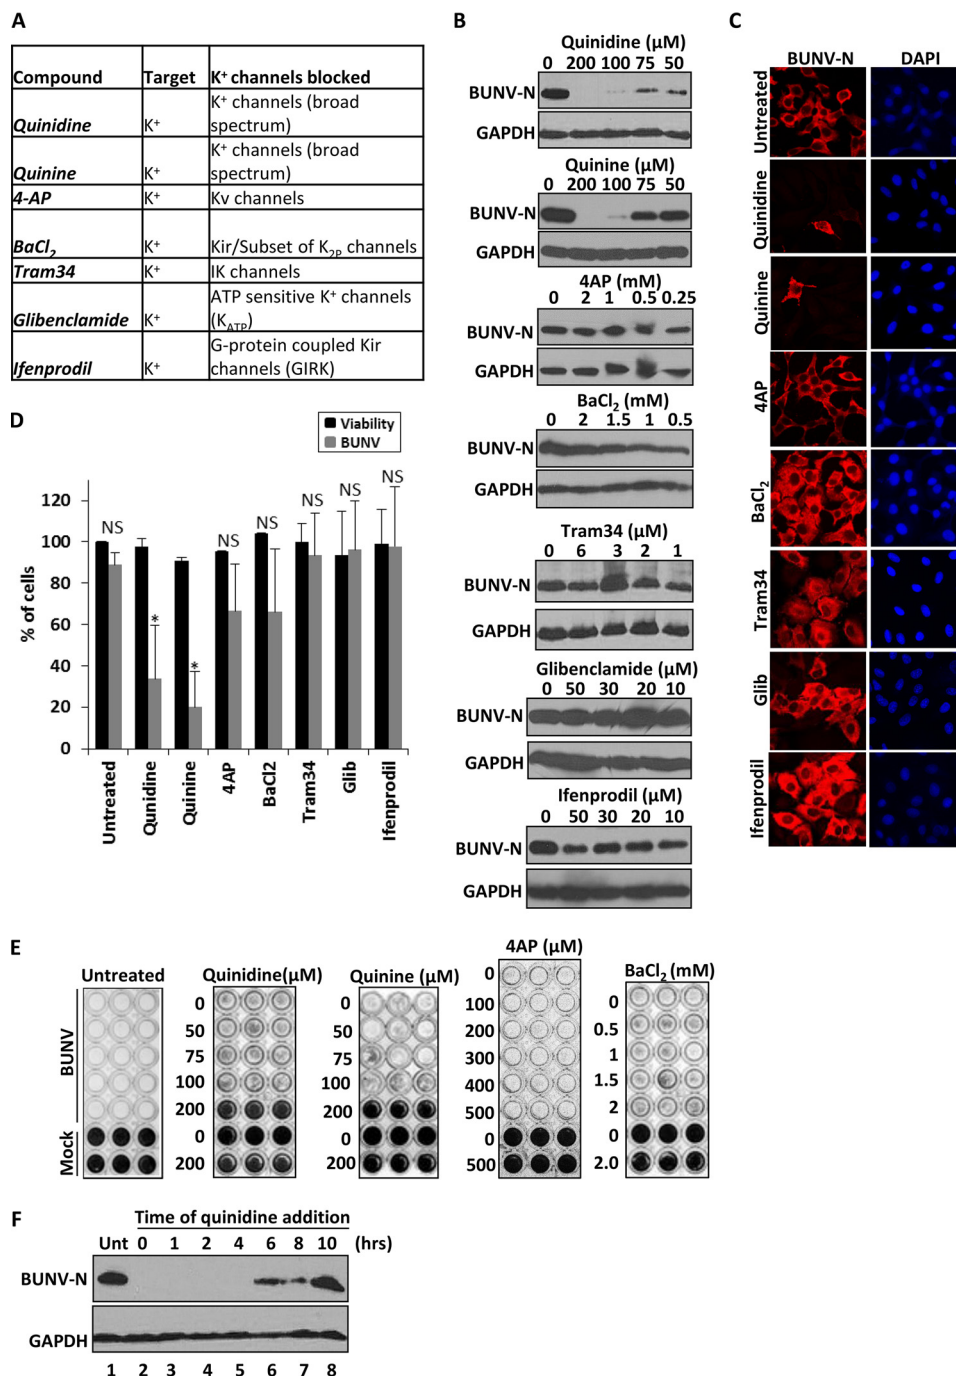 A
Compound Target K⁺ channels blocked
Quinidine K⁺ K⁺ channels (broad
spectrum)
Quinine K⁺ K⁺ channels (broad
spectrum)
4-AP K⁺ Kv channels
BaCl₂ K⁺ Kir/Subset of K₂P channels
Tram34 K⁺ IK channels
Glibenclamide K⁺ ATP sensitive K⁺ channels
(K_ATP)
Ifenprodil K⁺ G-protein coupled Kir
channels (GIRK)
B
Quinidine (μM)
0 200 100 75 50
BUNV-N
GAPDH
Quinine (μM)
0 200 100 75 50
BUNV-N
GAPDH
4AP (mM)
0 2 1 0.5 0.25
BUNV-N
GAPDH
BaCl₂ (mM)
0 2 1.5 1 0.5
BUNV-N
GAPDH
Tram34 (μM)
0 6 3 2 1
BUNV-N
GAPDH
Glibenclamide (μM)
0 50 30 20 10
BUNV-N
GAPDH
Ifenprodil (μM)
0 50 30 20 10
BUNV-N
GAPDH
C
BUNV-N DAPI
Untreated
Quinidine
Quinine
4AP
BaCl₂
Tram34
Glib
Ifenprodil
D
Viability
BUNV
% of cells
120
100
80
60
40
20
0
NS * * NS NS NS NS NS
Untreated
Qunidine
Quinine
4AP
BaCl2
Tram34
Glib
Ifenprodil
E
Untreated
BUNV
Mock
Quinidine(μM)
0
50
75
100
200
0
200
Quinine (μM)
0
50
75
100
200
0
200
4AP (μM)
0
100
200
300
400
500
0
500
BaCl₂ (mM)
0
0.5
1
1.5
2
0
2.0
F
Time of quinidine addition
Unt 0 1 2 4 6 8 10 (hrs)
BUNV-N
GAPDH
1 2 3 4 5 6 7 8